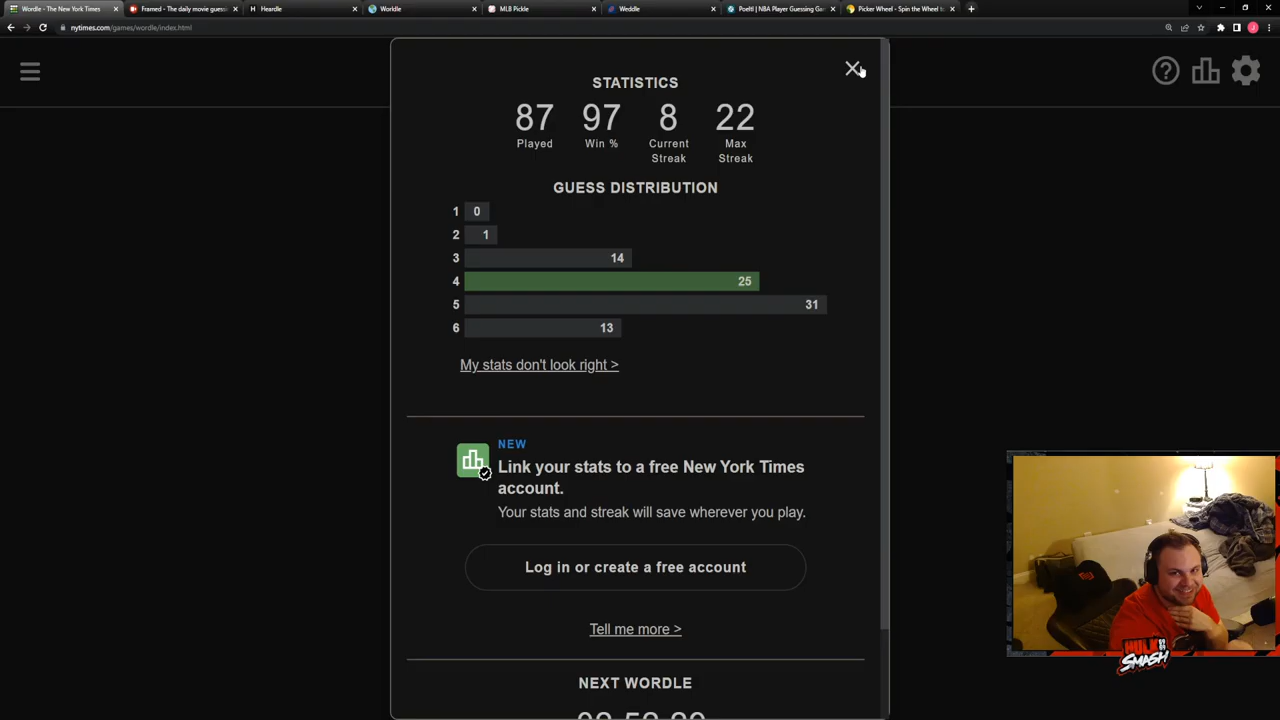 Wordle - The New York Times
Framed - The daily movie guess
Heardle
Worldle
MLB Pickle
Weddle
Poeltl | NBA Player Guessing Gam
Picker Wheel - Spin the Wheel to
nytimes.com/games/wordle/index.html
STATISTICS
87 97 8 22
Played Win % Current Max
Streak Streak
GUESS DISTRIBUTION
1 0
2 1
3 14
4 25
5 31
6 13
My stats don't look right >
NEW
Link your stats to a free New York Times
account.
Your stats and streak will save wherever you play.
Log in or create a free account
Tell me more >
NEXT WORDLE
HULK
SMASH